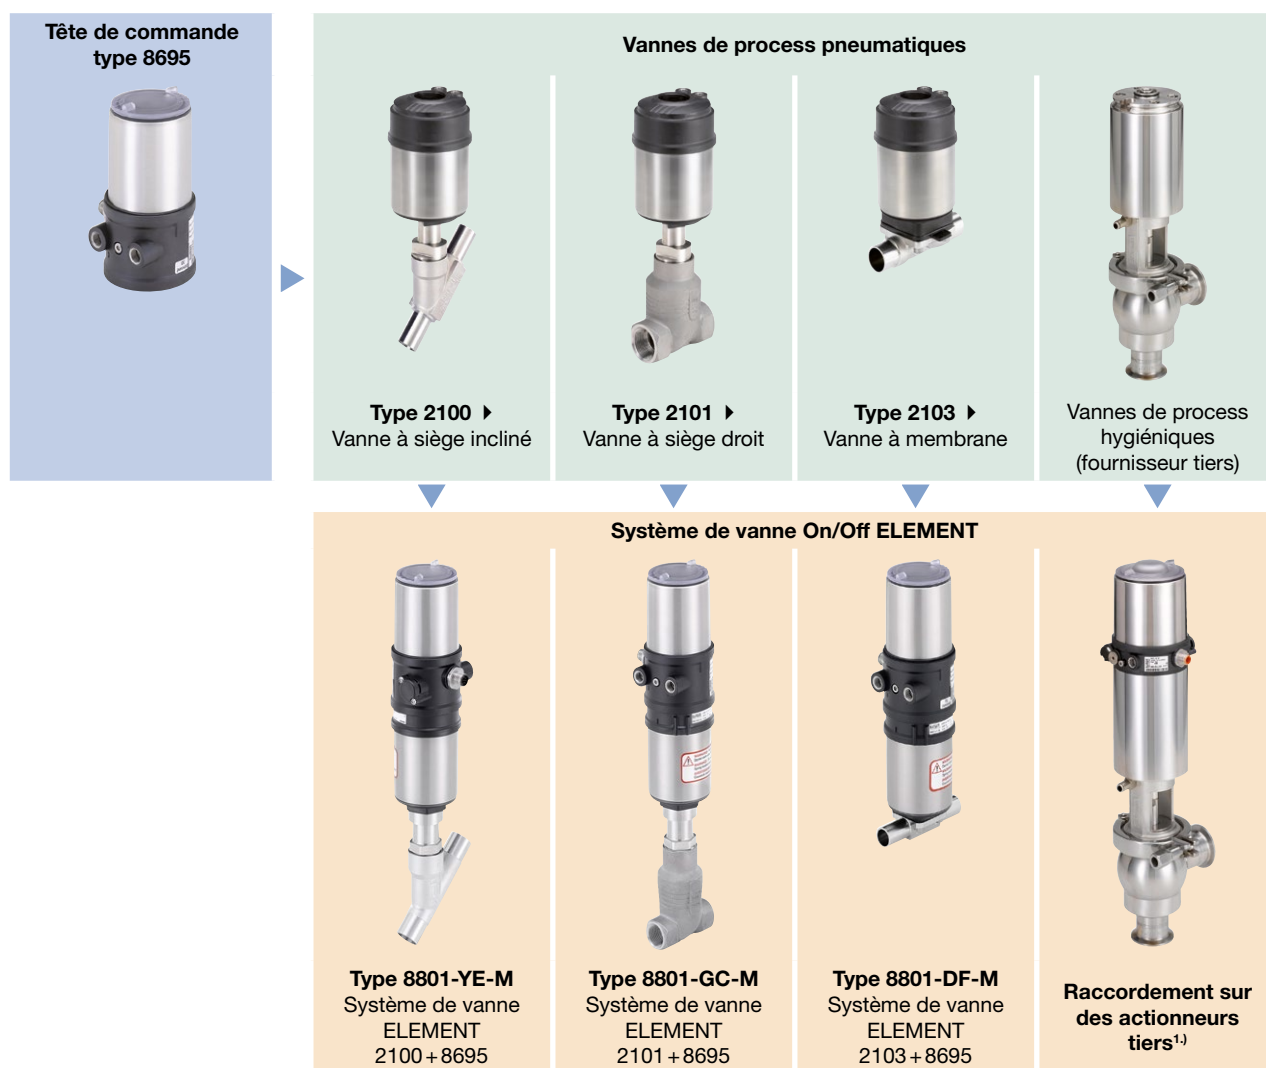 Tête de commande
type 8695
Vannes de process pneumatiques
Type 2100
Vanne à siège incliné
Type 2101
Vanne à siège droit
Type 2103
Vanne à membrane
Vannes de process
hygiéniques
(fournisseur tiers)
Système de vanne On/Off ELEMENT
Type 8801-YE-M
Système de vanne
ELEMENT
2100 + 8695
Type 8801-GC-M
Système de vanne
ELEMENT
2101 + 8695
Type 8801-DF-M
Système de vanne
ELEMENT
2103 + 8695
Raccordement sur
des actionneurs
tiers1.)